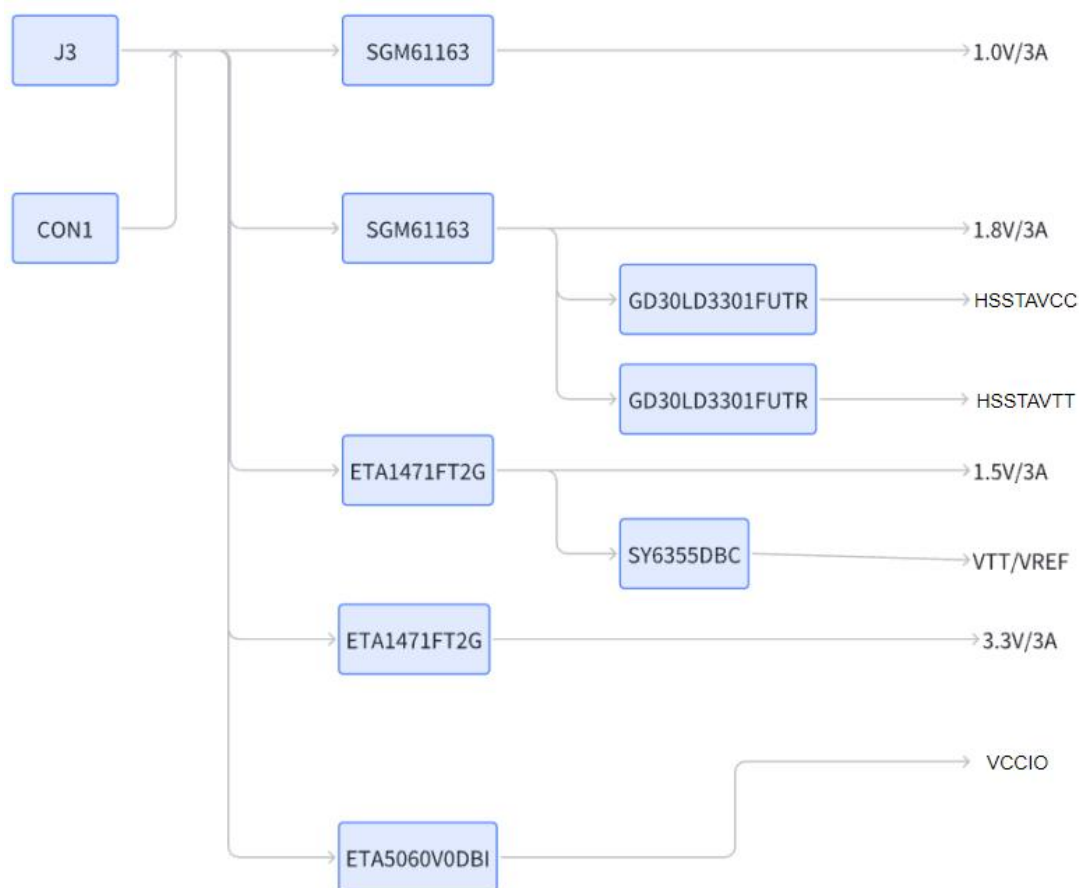 J3
SGM61163
1.0V/3A
CON1
SGM61163
1.8V/3A
GD30LD3301FUTR
HSSTAVCC
GD30LD3301FUTR
HSSTAVTT
ETA1471FT2G
1.5V/3A
SY6355DBC
VTT/VREF
ETA1471FT2G
3.3V/3A
VCCIO
ETA5060V0DBI